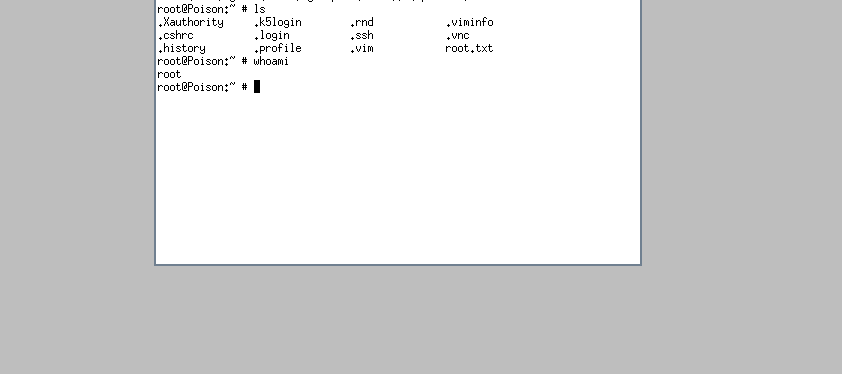 root@Poison:~ # ls
.Xauthority .k5login .rnd .viminfo
.cshrc .login .ssh .vnc
.history .profile .vim root.txt
root@Poison:~ # whoami
root
root@Poison:~ #